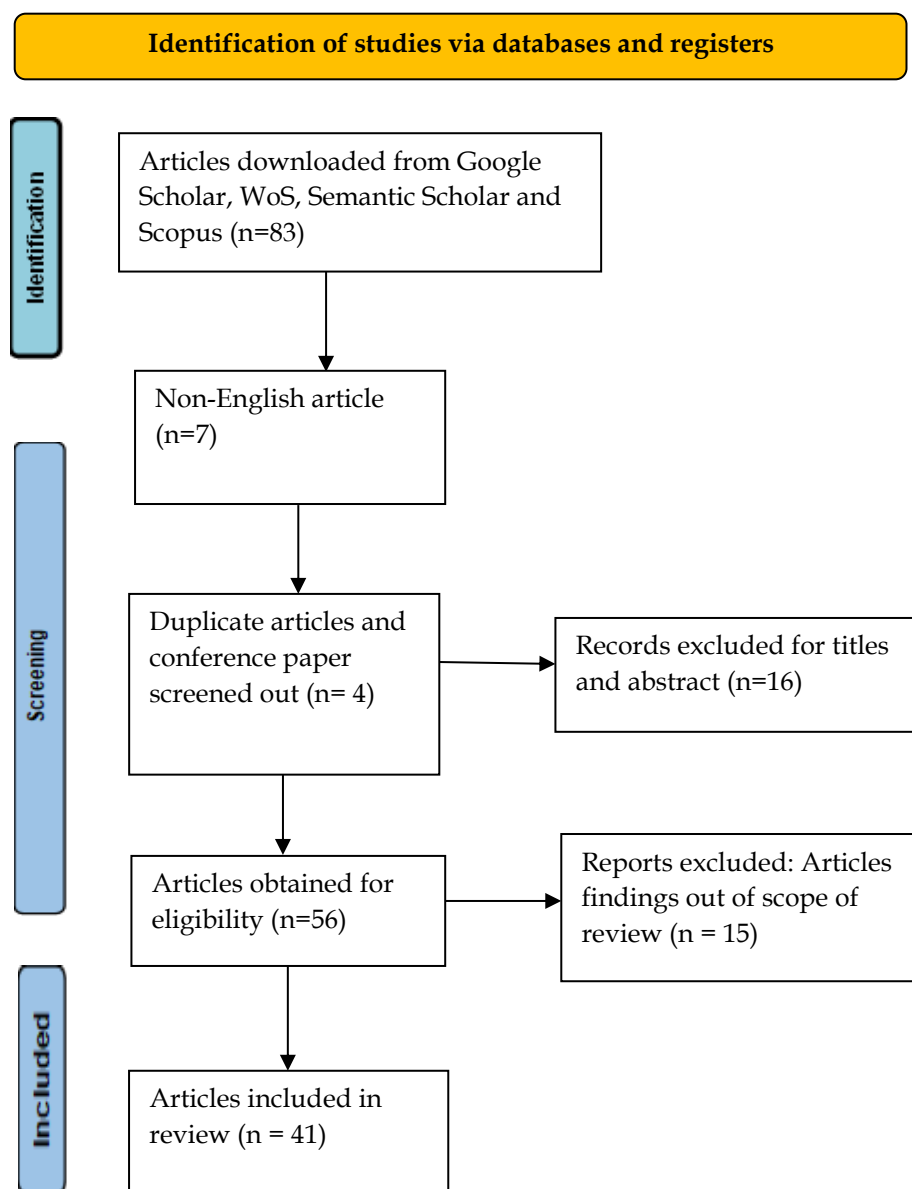 Identification of studies via databases and registers
Identification
Articles downloaded from Google
Scholar, WoS, Semantic Scholar and
Scopus (n=83)
Non-English article
(n=7)
Screening
Duplicate articles and
conference paper
screened out (n= 4)
Records excluded for titles
and abstract (n=16)
Articles obtained for
eligibility (n=56)
Reports excluded: Articles
findings out of scope of
review (n = 15)
Included
Articles included in
review (n = 41)